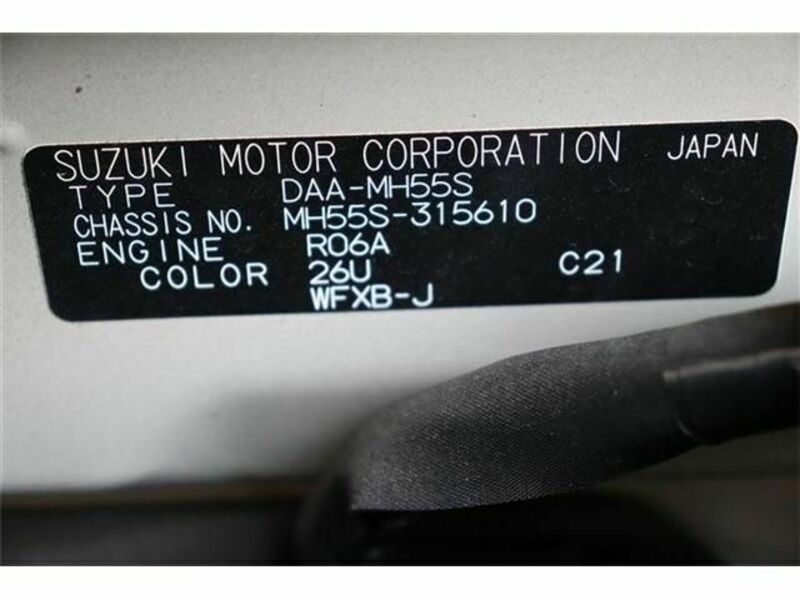 SUZUKI MOTOR CORPORATION JAPAN
TYPE DAA-MH55S
CHASSIS NO. MH55S-315610
ENGINE R06A
COLOR 26U C21
WFXB-J